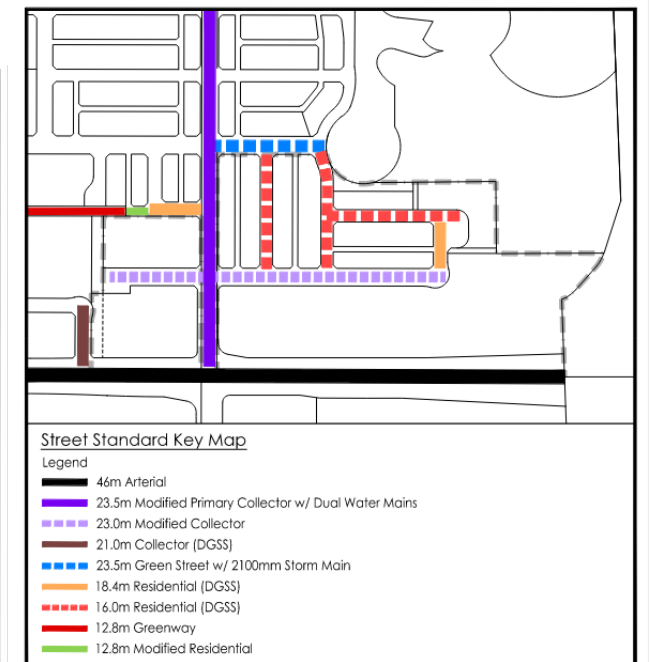 Street Standard Key Map
Legend
46m Arterial
23.5m Modified Primary Collector w/ Dual Water Mains
23.0m Modified Collector
21.0m Collector (DGSS)
23.5m Green Street w/ 2100mm Storm Main
18.4m Residential (DGSS)
16.0m Residential (DGSS)
12.8m Greenway
12.8m Modified Residential